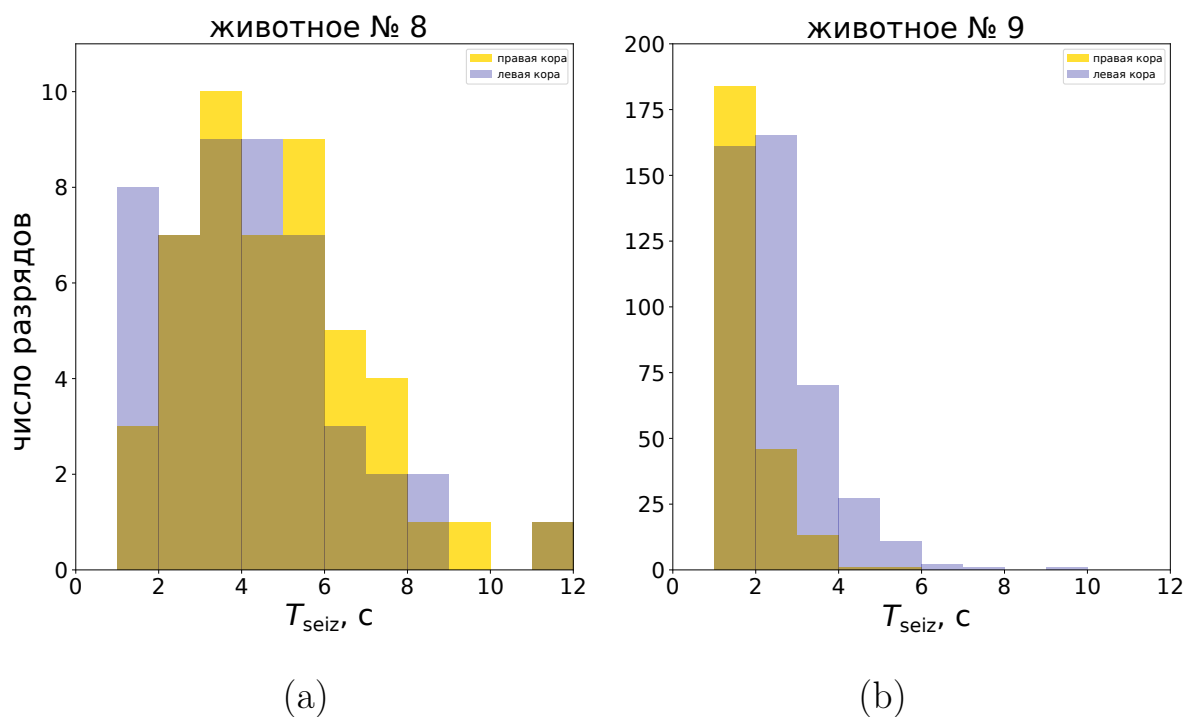 животное № 8
правая кора
левая кора
10
8
6
4
2
0
число разрядов
0 2 4 6 8 10 12
T_seiz, с
(a)
животное № 9
правая кора
левая кора
200
175
150
125
100
75
50
25
0
0 2 4 6 8 10 12
T_seiz, с
(b)